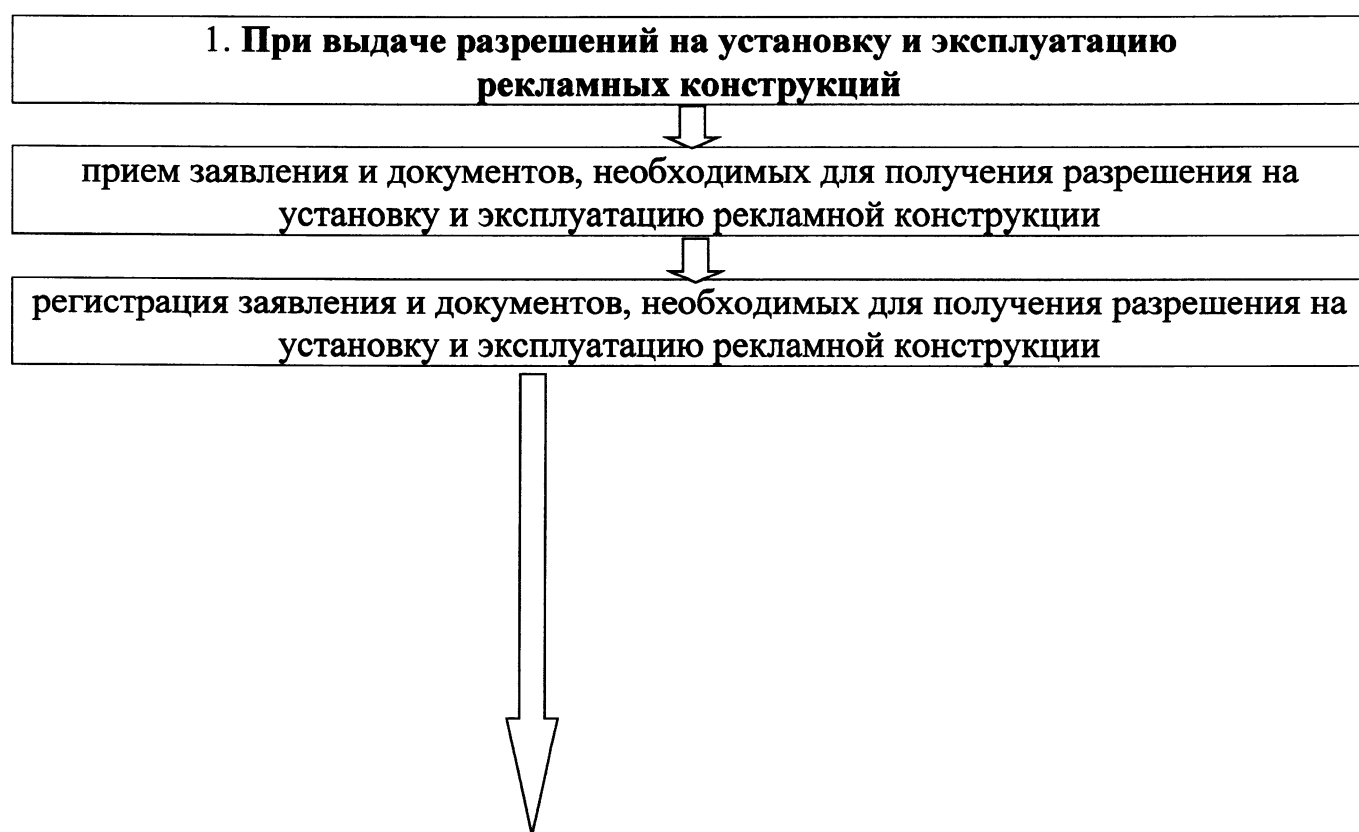 1. При выдаче разрешений на установку и эксплуатацию
рекламных конструкций
прием заявления и документов, необходимых для получения разрешения на
установку и эксплуатацию рекламной конструкции
регистрация заявления и документов, необходимых для получения разрешения на
установку и эксплуатацию рекламной конструкции